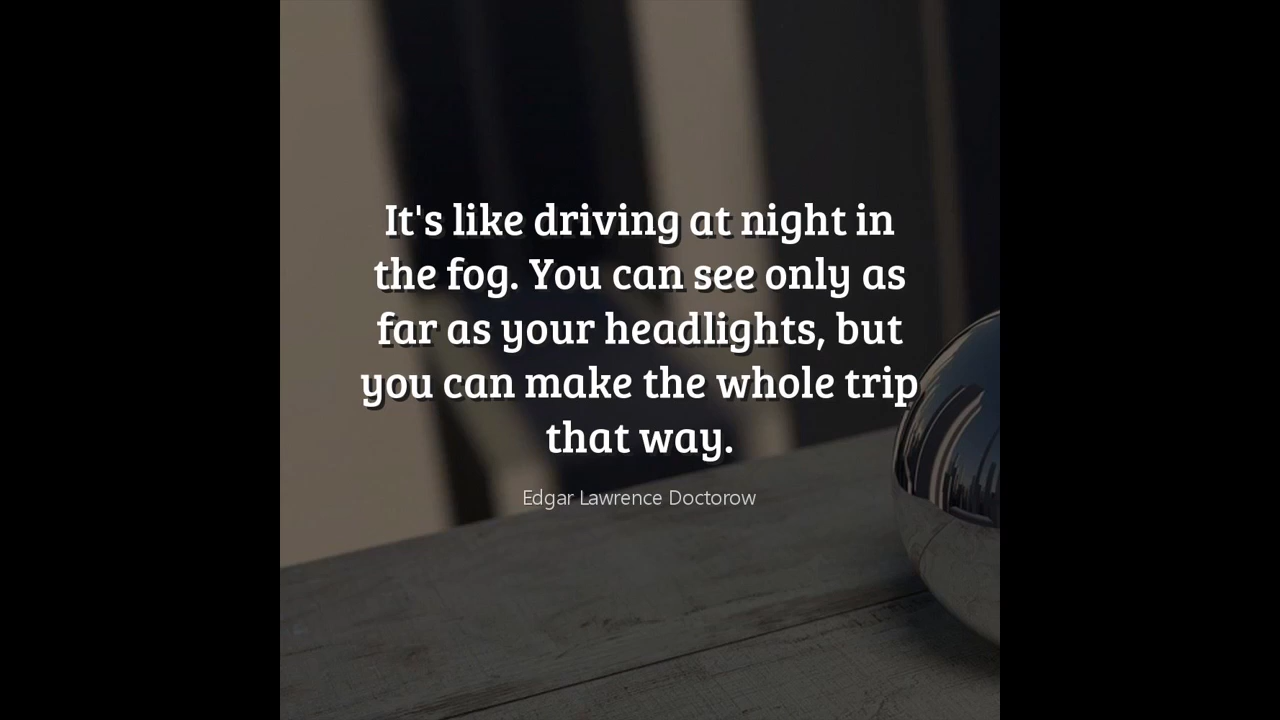 It's like driving at night in
the fog. You can see only as
far as your headlights, but
you can make the whole trip
that way.
Edgar Lawrence Doctorow